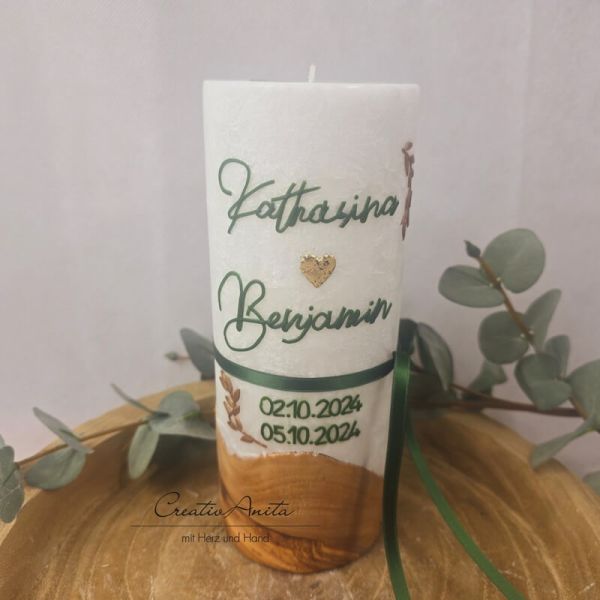 Katharina
Benjamin
02.10.2024
05.10.2024
CreativAnita
mit Herz und Hand